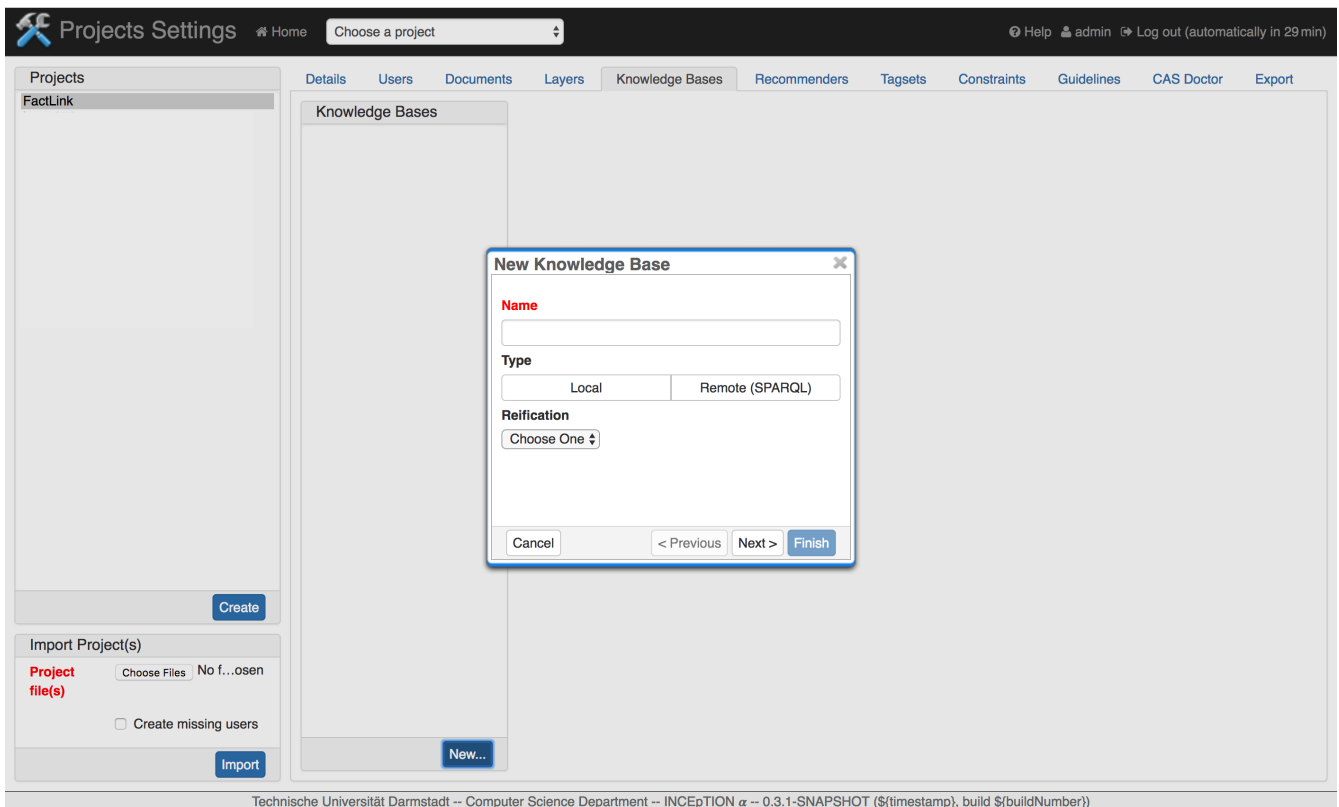 Projects Settings Home Choose a project Help admin Log out (automatically in 29 min)
Projects
FactLink
Create
Import Project(s)
Project file(s)
Choose Files No f…osen
Create missing users
Import
Details Users Documents Layers Knowledge Bases Recommenders Tagsets Constraints Guidelines CAS Doctor Export
Knowledge Bases
New...
New Knowledge Base
Name
Type
Local Remote (SPARQL)
Reification
Choose One
Cancel < Previous Next > Finish
Technische Universität Darmstadt -- Computer Science Department -- INCEpTION α -- 0.3.1-SNAPSHOT (${timestamp}, build ${buildNumber})